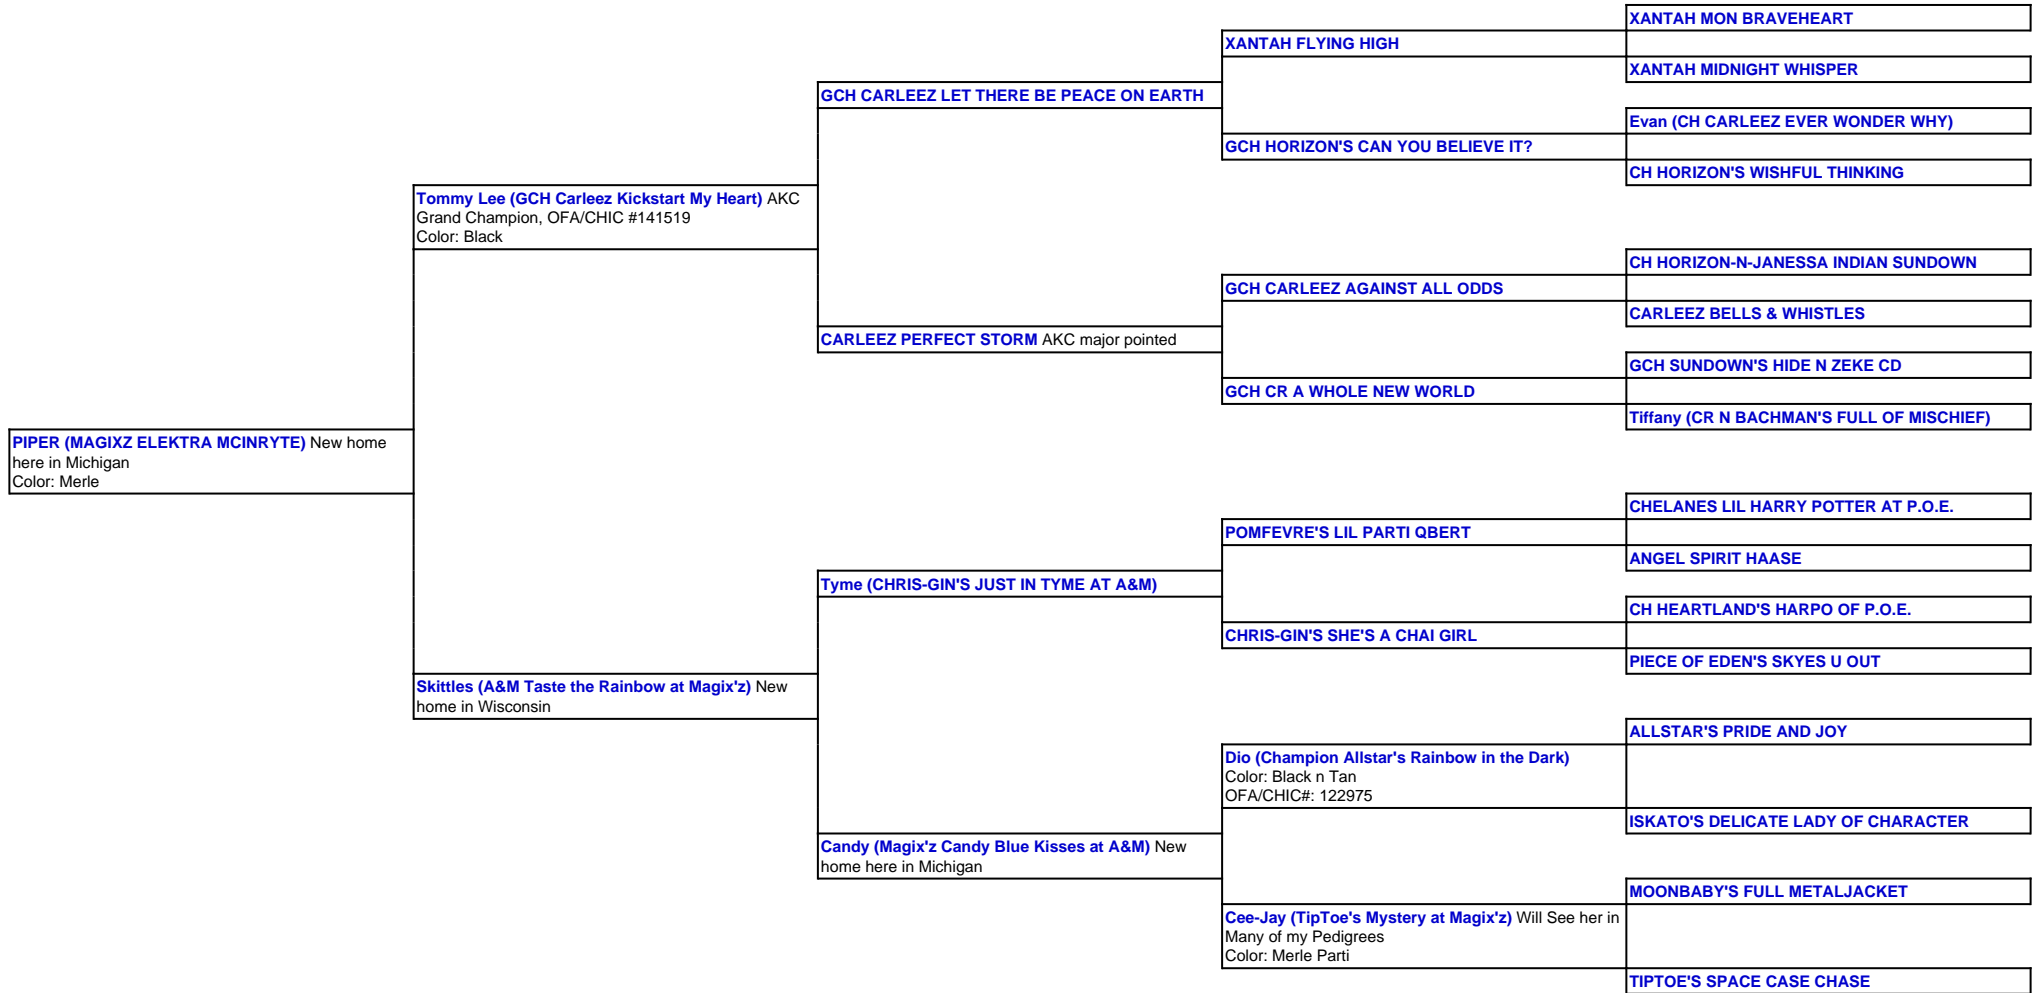 XANTAH MON BRAVEHEART
XANTAH FLYING HIGH
XANTAH MIDNIGHT WHISPER
GCH CARLEEZ LET THERE BE PEACE ON EARTH
Evan (CH CARLEEZ EVER WONDER WHY)
GCH HORIZON'S CAN YOU BELIEVE IT?
CH HORIZON'S WISHFUL THINKING
Tommy Lee (GCH Carleez Kickstart My Heart) AKC
Grand Champion, OFA/CHIC #141519
Color: Black
CH HORIZON-N-JANESSA INDIAN SUNDOWN
GCH CARLEEZ AGAINST ALL ODDS
CARLEEZ BELLS & WHISTLES
CARLEEZ PERFECT STORM AKC major pointed
GCH SUNDOWN'S HIDE N ZEKE CD
GCH CR A WHOLE NEW WORLD
Tiffany (CR N BACHMAN'S FULL OF MISCHIEF)
PIPER (MAGIXZ ELEKTRA MCINRYTE) New home
here in Michigan
Color: Merle
CHELANES LIL HARRY POTTER AT P.O.E.
POMFEVRE'S LIL PARTI QBERT
ANGEL SPIRIT HAASE
Tyme (CHRIS-GIN'S JUST IN TYME AT A&M)
CH HEARTLAND'S HARPO OF P.O.E.
CHRIS-GIN'S SHE'S A CHAI GIRL
PIECE OF EDEN'S SKYES U OUT
Skittles (A&M Taste the Rainbow at Magix'z) New
home in Wisconsin
ALLSTAR'S PRIDE AND JOY
Dio (Champion Allstar's Rainbow in the Dark)
Color: Black n Tan
OFA/CHIC#: 122975
ISKATO'S DELICATE LADY OF CHARACTER
Candy (Magix'z Candy Blue Kisses at A&M) New
home here in Michigan
MOONBABY'S FULL METALJACKET
Cee-Jay (TipToe's Mystery at Magix'z) Will See her in
Many of my Pedigrees
Color: Merle Parti
TIPTOE'S SPACE CASE CHASE